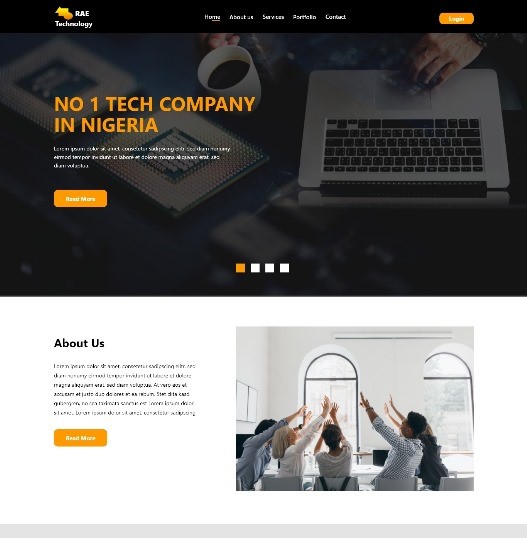 RAE
Technology
Home
About us
Services
Portfolio
Contact
Login
NO 1 TECH COMPANY
IN NIGERIA
Lorem ipsum dolor sit amet, consetetur sadipscing elitr, sed diam nonumy
eirmod tempor invidunt ut labore et dolore magna aliquyam erat, sed
diam voluptua.
Read More
About Us
Lorem ipsum dolor sit amet, consetetur sadipscing elitr, sed
diam nonumy eirmod tempor invidunt ut labore et dolore
magna aliquyam erat, sed diam voluptua. At vero eos et
accusam et justo duo dolores et ea rebum. Stet clita kasd
gubergren, no sea takimata sanctus est Lorem ipsum dolor
sit amet. Lorem ipsum dolor sit amet, consetetur sadipscing
Read More